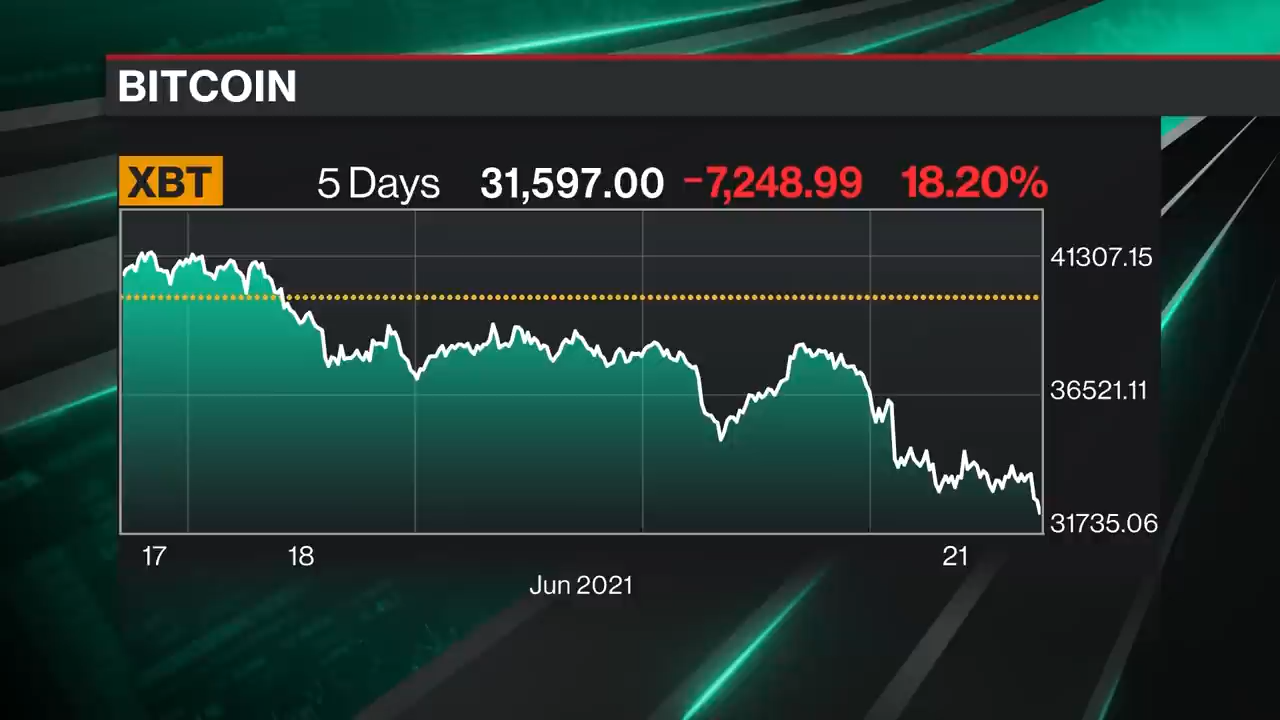 BITCOIN
XBT 5 Days 31,597.00 -7,248.99 18.20%
41307.15
36521.11
31735.06
17 18 21
Jun 2021